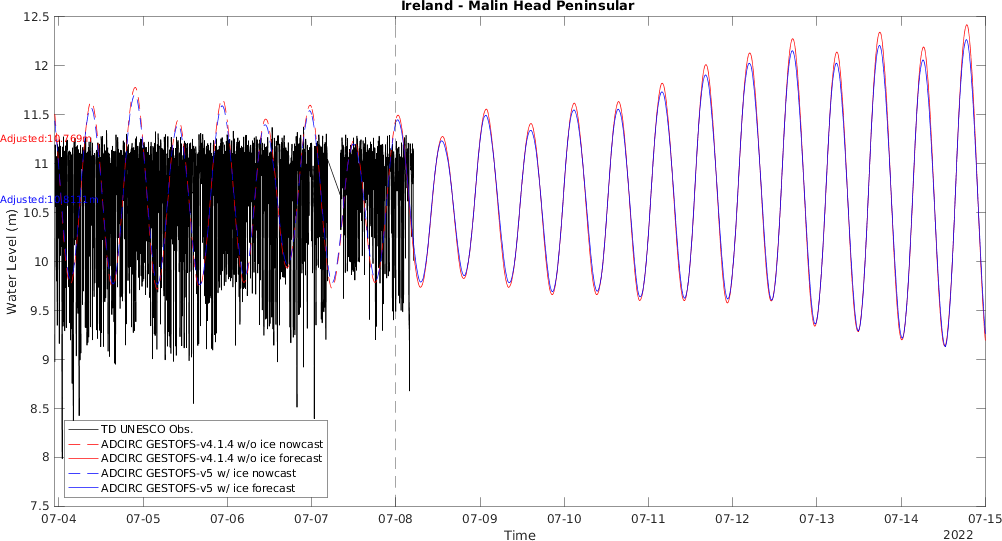 Ireland - Malin Head Peninsular
12.5
12
11.5
11
10.5
10
9.5
9
8.5
8
7.5
Adjusted:10.769m
Water Level (m)
TD UNESCO Obs.
ADCIRC GESTOFS-v4.1.4 w/o ice nowcast
ADCIRC GESTOFS-v4.1.4 w/o ice forecast
ADCIRC GESTOFS-v5 w/ ice nowcast
ADCIRC GESTOFS-v5 w/ ice forecast
07-04 07-05 07-06 07-07 07-08 07-09 07-10 07-11 07-12 07-13 07-14 07-15
Time
2022